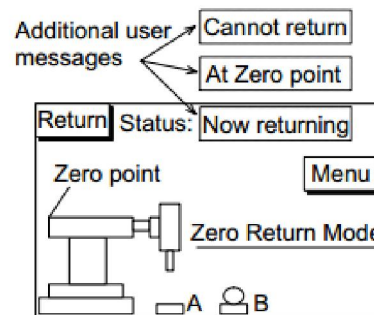 Additional user
messages
Cannot return
At Zero point
Return Status: Now returning
Zero point
Menu
Zero Return Mode
A B